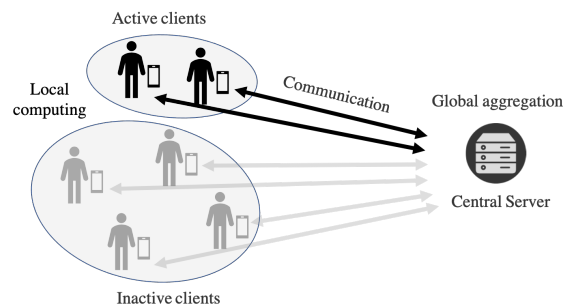 Active clients
Local
computing
Communication
Global aggregation
Central Server
Inactive clients